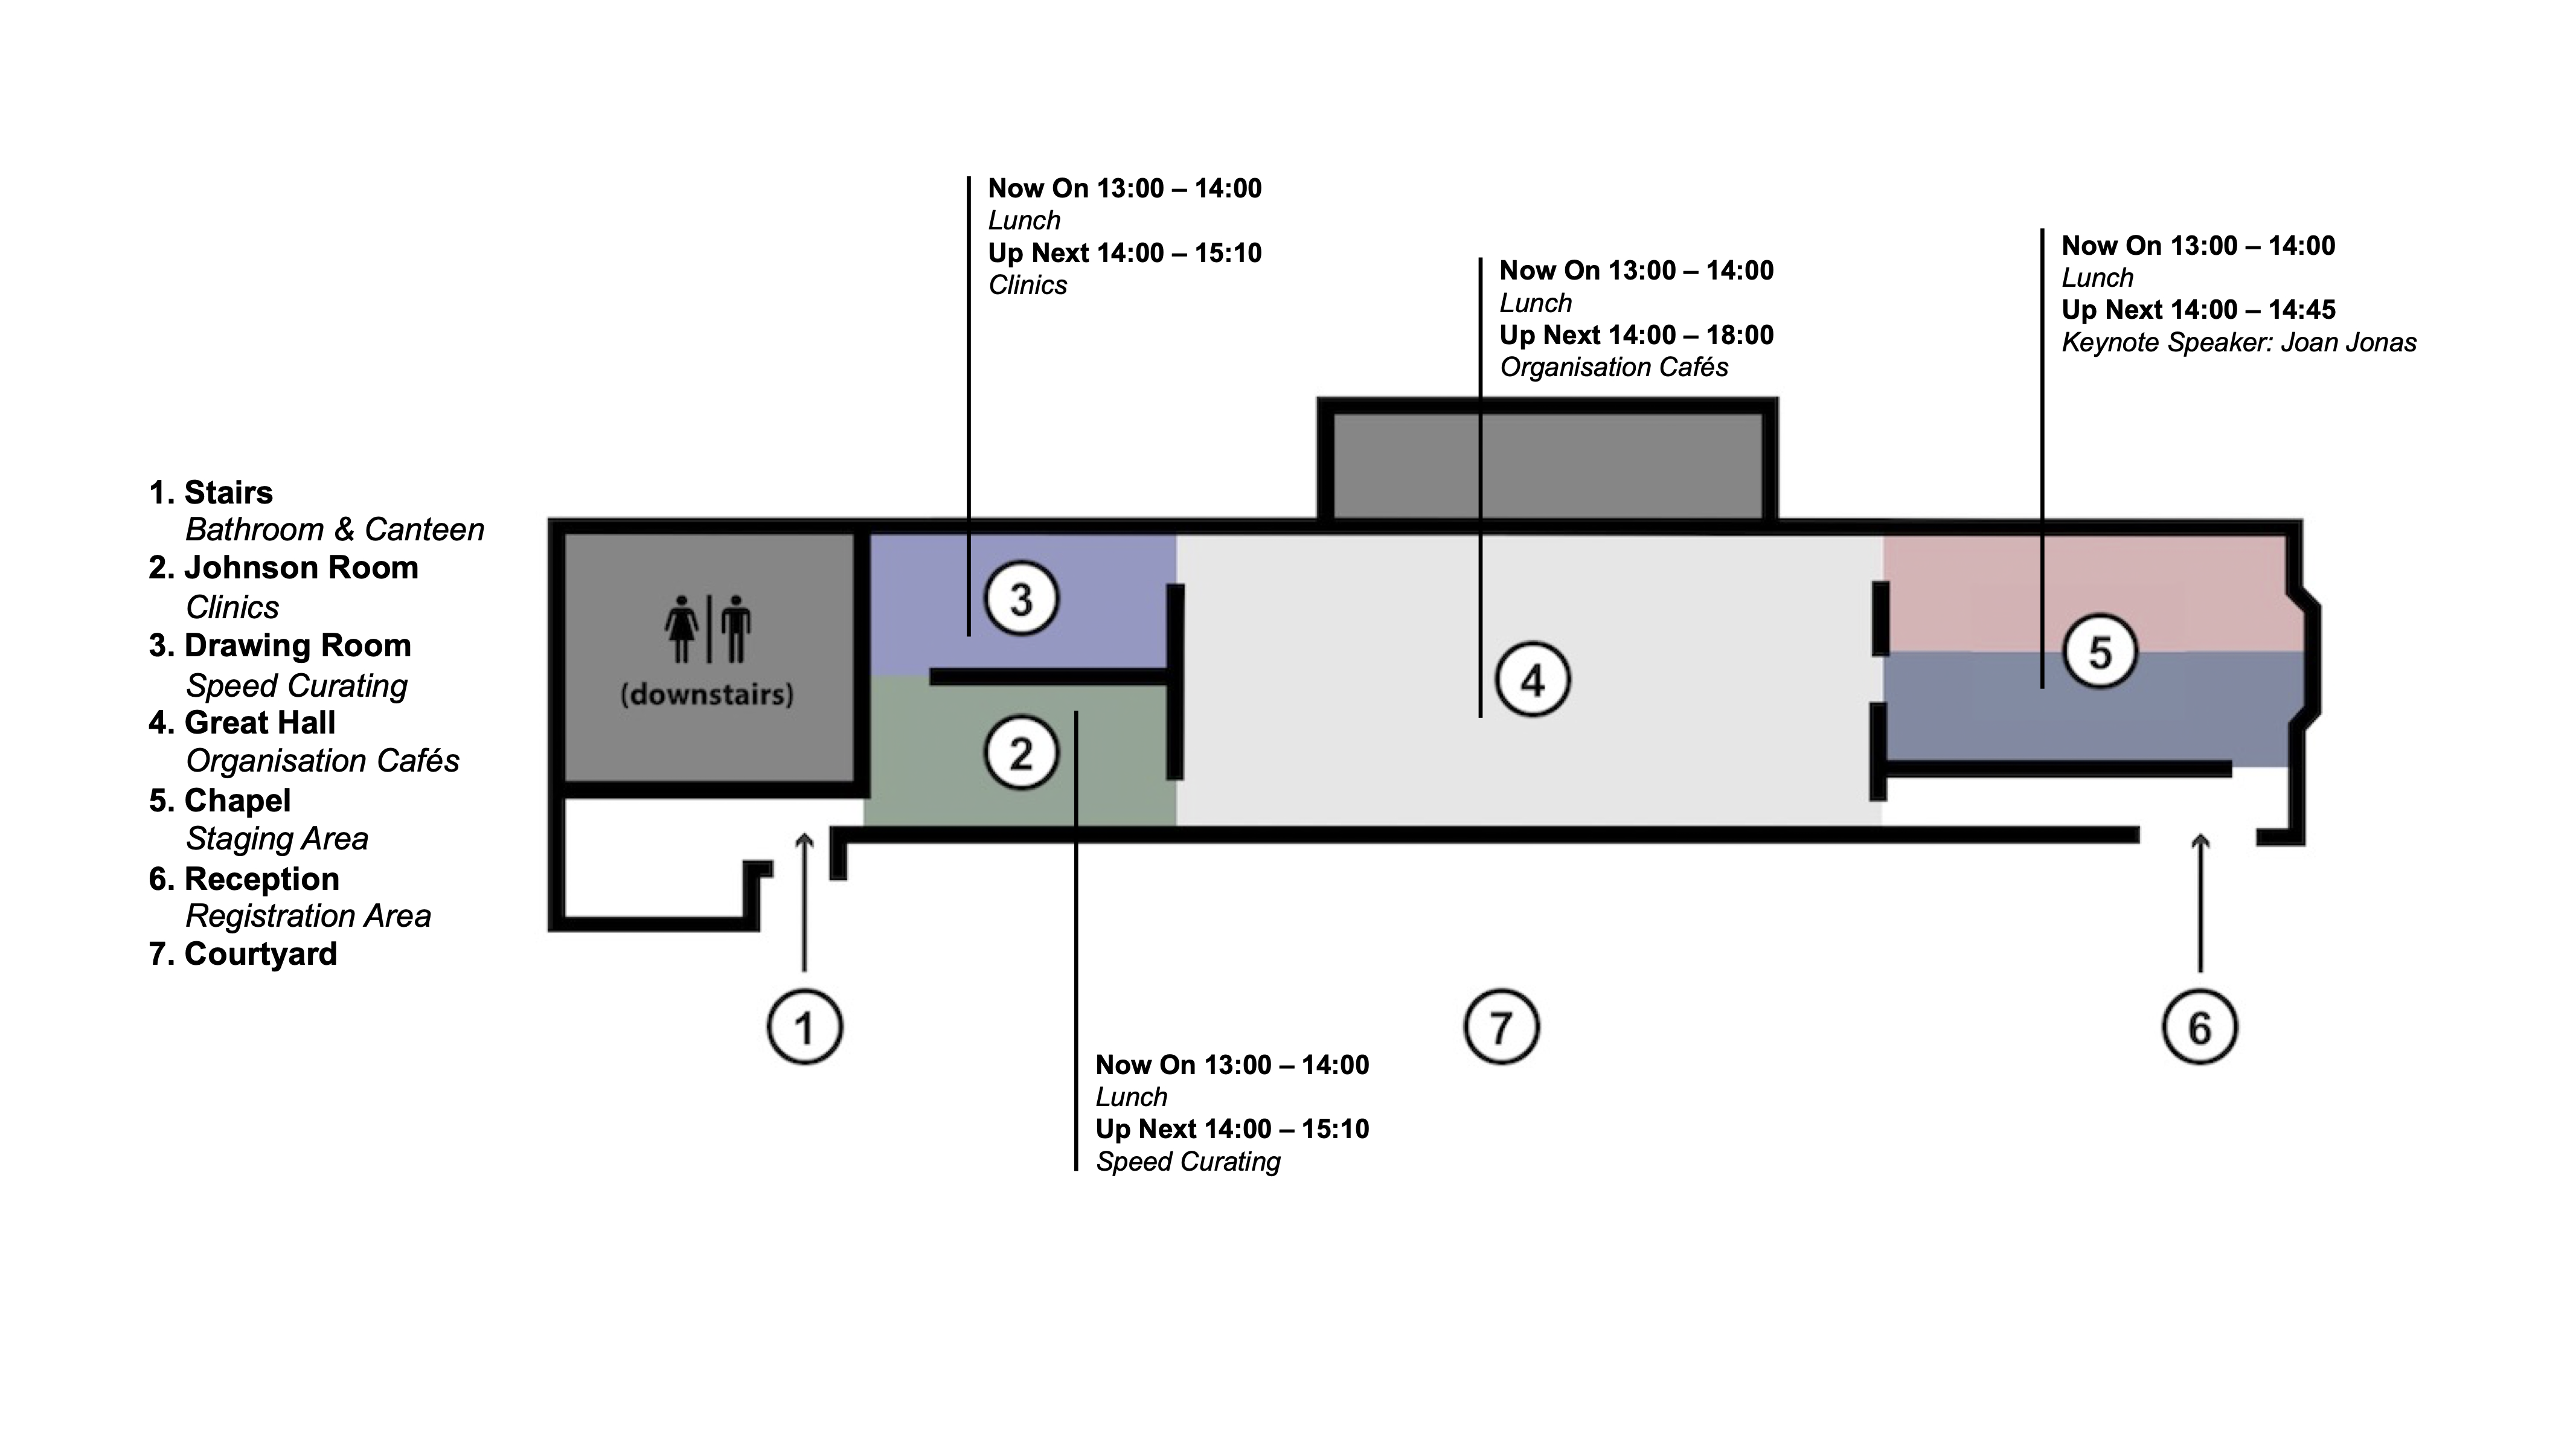 Now On 13:00 – 14:00
Lunch
Up Next 14:00 – 15:10
Clinics
Now On 13:00 – 14:00
Lunch
Up Next 14:00 – 18:00
Organisation Cafés
Now On 13:00 – 14:00
Lunch
Up Next 14:00 – 14:45
Keynote Speaker: Joan Jonas
1. Stairs
Bathroom & Canteen
2. Johnson Room
Clinics
3. Drawing Room
Speed Curating
4. Great Hall
Organisation Cafés
5. Chapel
Staging Area
6. Reception
Registration Area
7. Courtyard
(downstairs)
3
2
4
5
1
7
6
Now On 13:00 – 14:00
Lunch
Up Next 14:00 – 15:10
Speed Curating